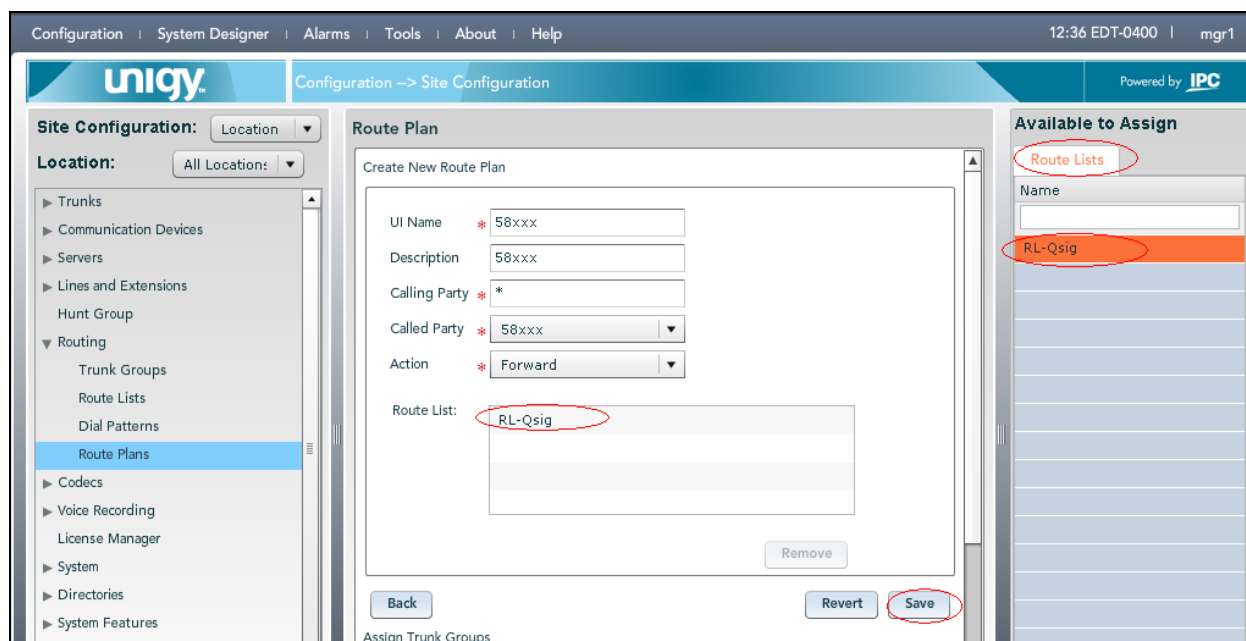 Configuration | System Designer | Alarms | Tools | About | Help 12:36 EDT-0400 | mgr1
unigy. Configuration --> Site Configuration Powered by IPC
Site Configuration: Location
Location: All Locations
Trunks
Communication Devices
Servers
Lines and Extensions
Hunt Group
Routing
Trunk Groups
Route Lists
Dial Patterns
Route Plans
Codecs
Voice Recording
License Manager
System
Directories
System Features
Route Plan
Create New Route Plan
UI Name * 58xxx
Description 58xxx
Calling Party * *
Called Party * 58xxx
Action * Forward
Route List: RL-Qsig
Remove
Back Revert Save
Assign Trunk Groups
Available to Assign
Route Lists
Name
RL-Qsig